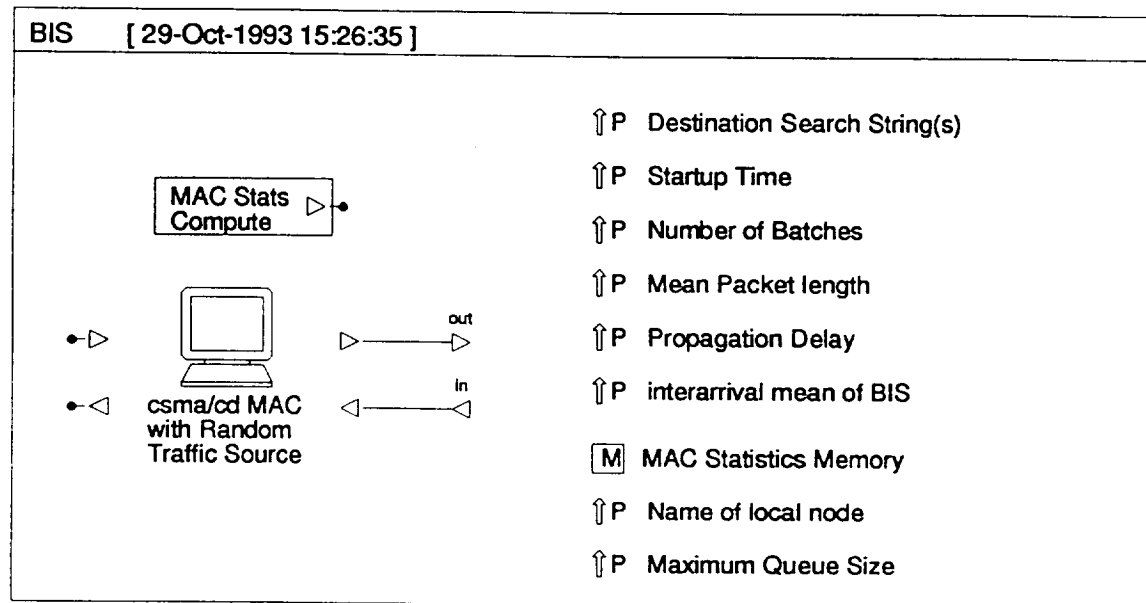 BIS [ 29-Oct-1993 15:26:35 ]
MAC Stats
Compute
out
in
csma/cd MAC
with Random
Traffic Source
⇧P Destination Search String(s)
⇧P Startup Time
⇧P Number of Batches
⇧P Mean Packet length
⇧P Propagation Delay
⇧P interarrival mean of BIS
M MAC Statistics Memory
⇧P Name of local node
⇧P Maximum Queue Size